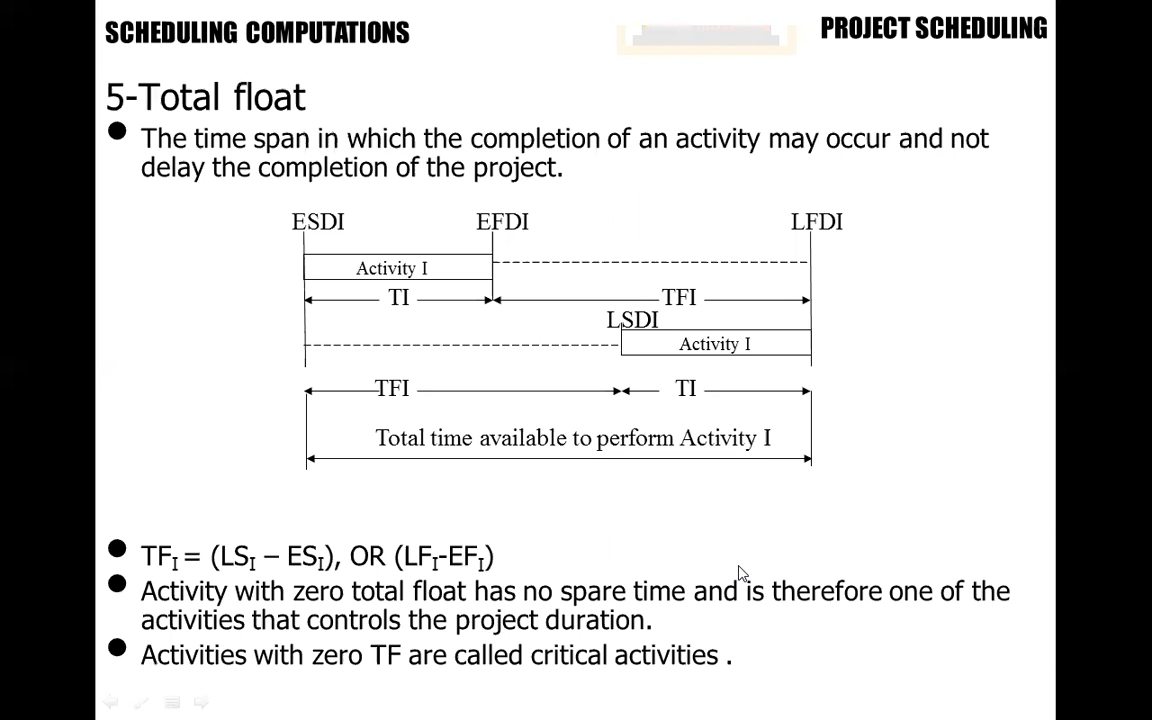 SCHEDULING COMPUTATIONS
PROJECT SCHEDULING
5-Total float
The time span in which the completion of an activity may occur and not
delay the completion of the project.
ESDI EFDI LFDI
Activity I
TI TFI
LSDI
Activity I
TFI TI
Total time available to perform Activity I
TFI = (LSI – ESI), OR (LFI-EFI)
Activity with zero total float has no spare time and is therefore one of the
activities that controls the project duration.
Activities with zero TF are called critical activities .